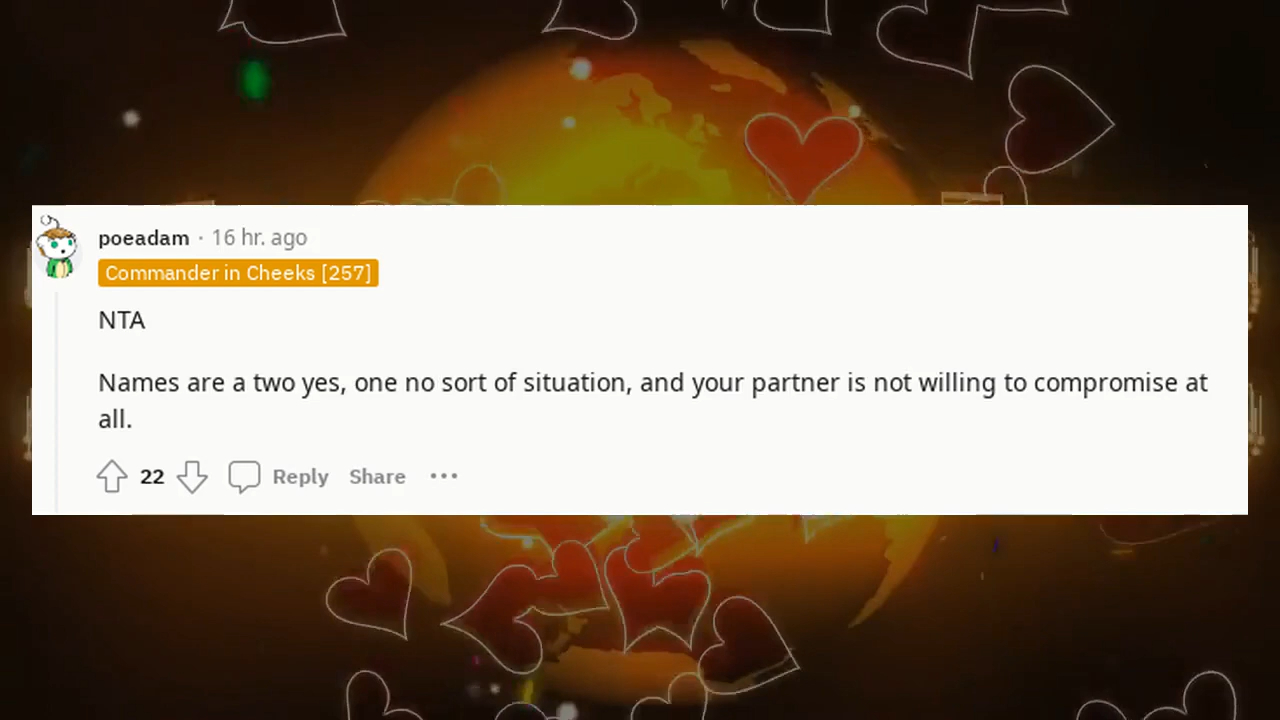 poeadam · 16 hr. ago
Commander in Cheeks [257]
NTA
Names are a two yes, one no sort of situation, and your partner is not willing to compromise at
all.
22 Reply Share ···